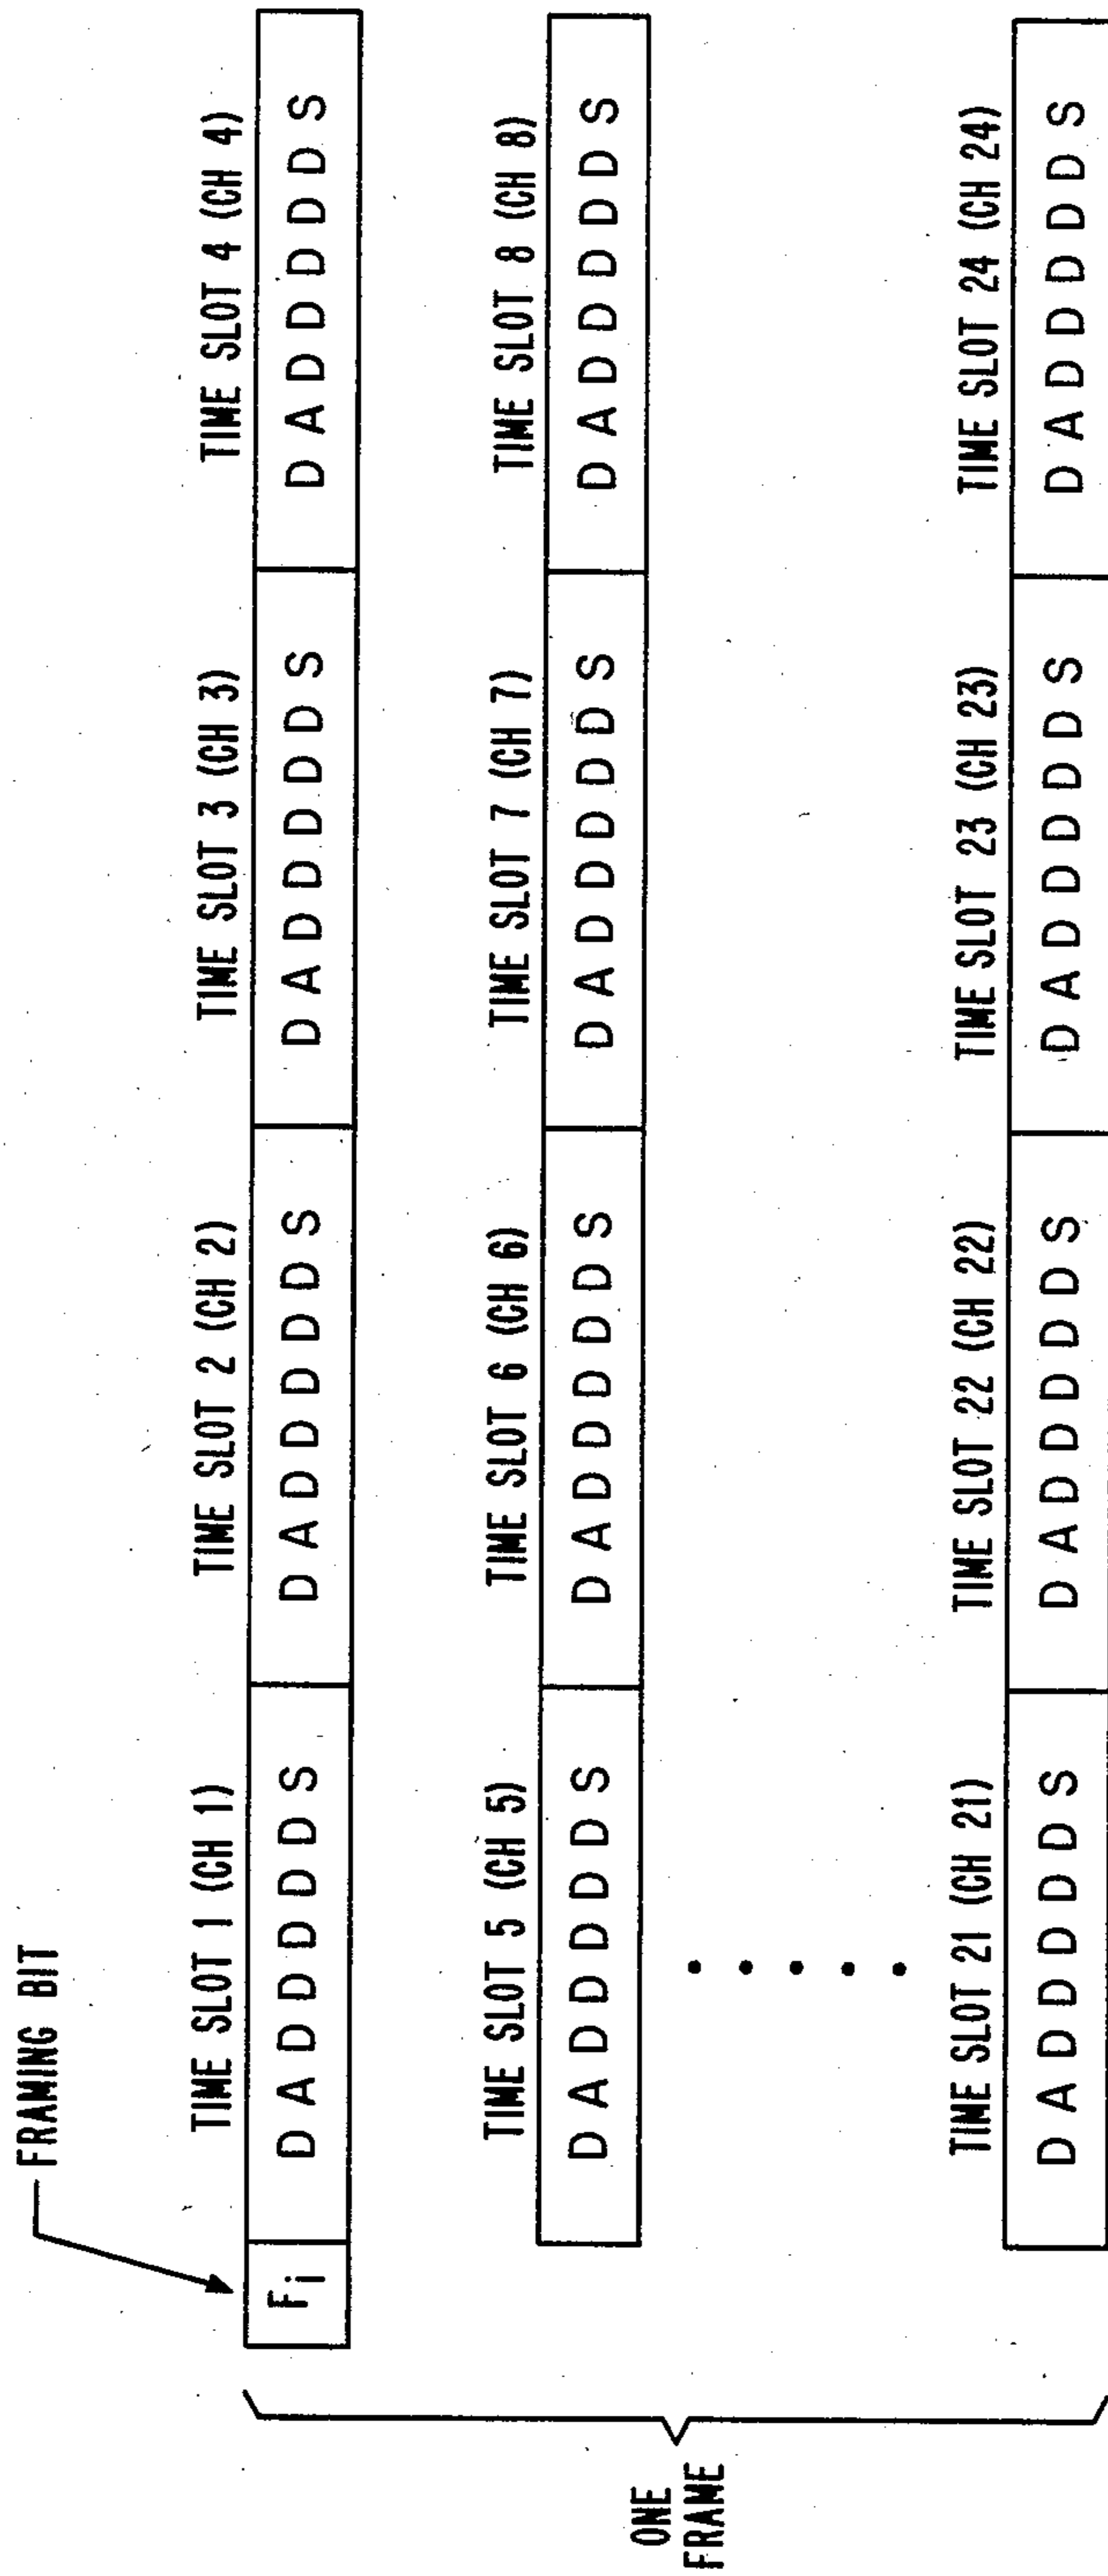 FRAMING BIT
TIME SLOT 1 (CH 1) TIME SLOT 2 (CH 2) TIME SLOT 3 (CH 3) TIME SLOT 4 (CH 4)
Fi D A D D D D D S D A D D D D D S D A D D D D D S D A D D D D D S
TIME SLOT 5 (CH 5) TIME SLOT 6 (CH 6) TIME SLOT 7 (CH 7) TIME SLOT 8 (CH 8)
D A D D D D D S D A D D D D D S D A D D D D D S D A D D D D D S
ONE
FRAME
TIME SLOT 21 (CH 21) TIME SLOT 22 (CH 22) TIME SLOT 23 (CH 23) TIME SLOT 24 (CH 24)
D A D D D D D S D A D D D D D S D A D D D D D S D A D D D D D S